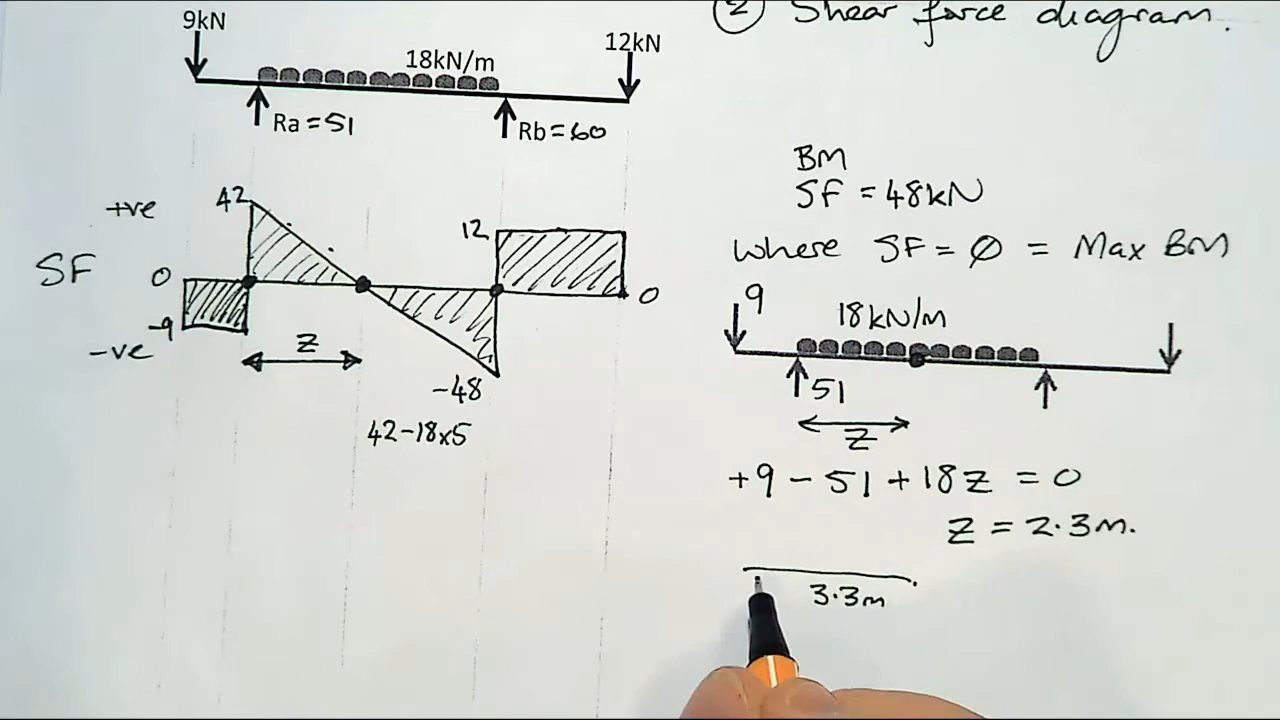 ② Shear force diagram.
9kN
18kN/m
12kN
Ra = 51
Rb = 60
+ve
42
12
SF
0
0
-9
-ve
Z
-48
42-18x5
BM
SF = 48kN
where SF = Ø = Max BM
9
18kN/m
51
Z
+9 - 51 + 18Z = 0
Z = 2.3m.
3.3m